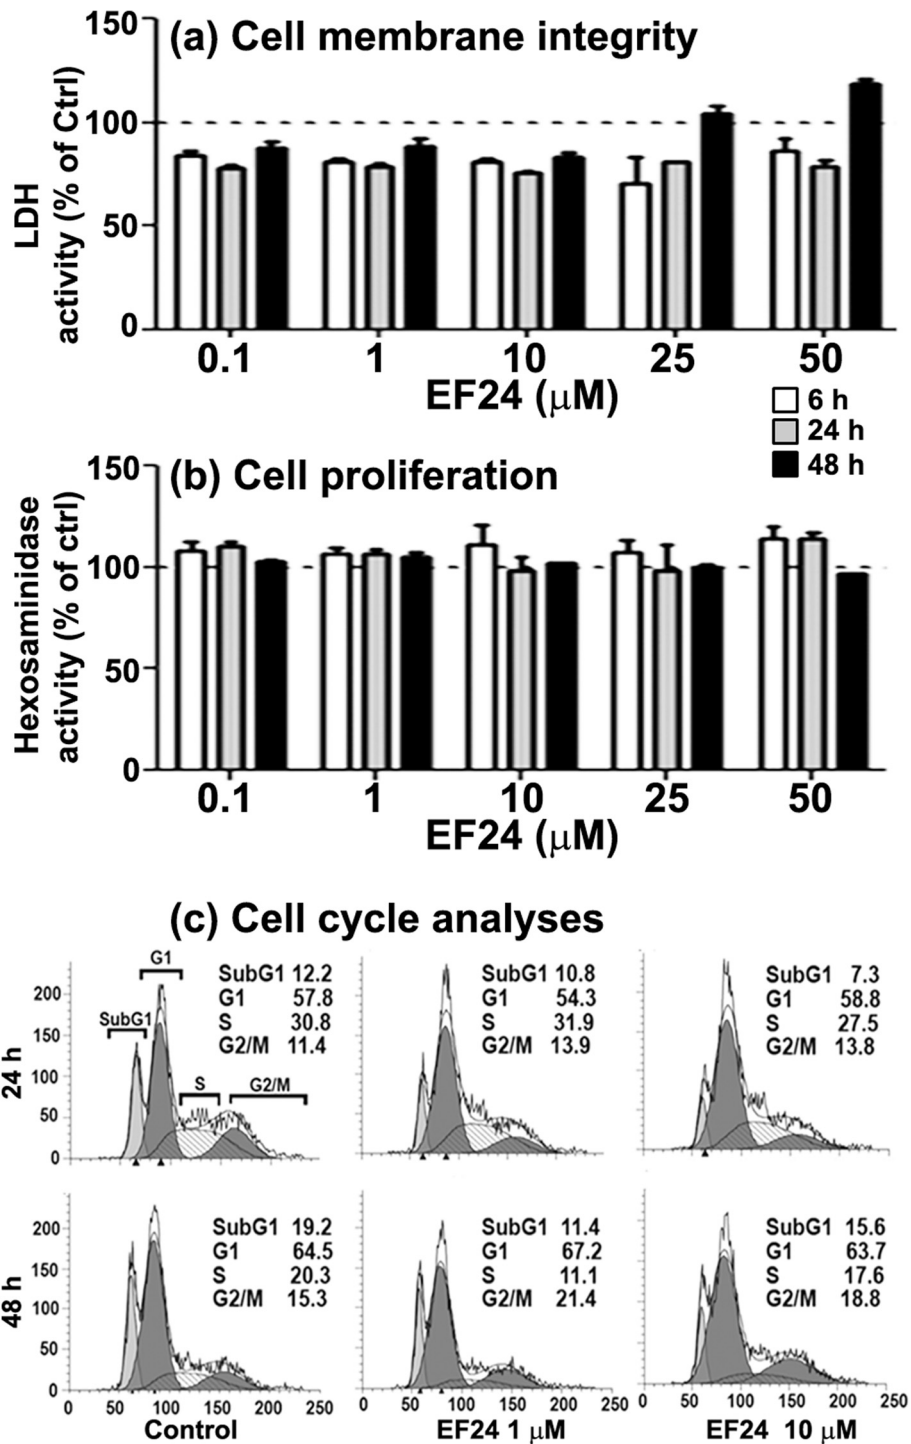 (a) Cell membrane integrity
LDH
activity (% of Ctrl)
150
100
50
0
0.1 1 10 25 50
EF24 (μM)
6 h
24 h
48 h
(b) Cell proliferation
Hexosaminidase
activity (% of ctrl)
150
100
50
0
0.1 1 10 25 50
EF24 (μM)
(c) Cell cycle analyses
24 h
200
150
100
50
0
G1
SubG1
S
G2/M
SubG1 12.2
G1 57.8
S 30.8
G2/M 11.4
SubG1 10.8
G1 54.3
S 31.9
G2/M 13.9
SubG1 7.3
G1 58.8
S 27.5
G2/M 13.8
48 h
200
150
100
50
0
SubG1 19.2
G1 64.5
S 20.3
G2/M 15.3
SubG1 11.4
G1 67.2
S 11.1
G2/M 21.4
SubG1 15.6
G1 63.7
S 17.6
G2/M 18.8
0 50 100 150 200 250
0 50 100 150 200 250
0 50 100 150 200 250
Control
EF24 1 μM
EF24 10 μM